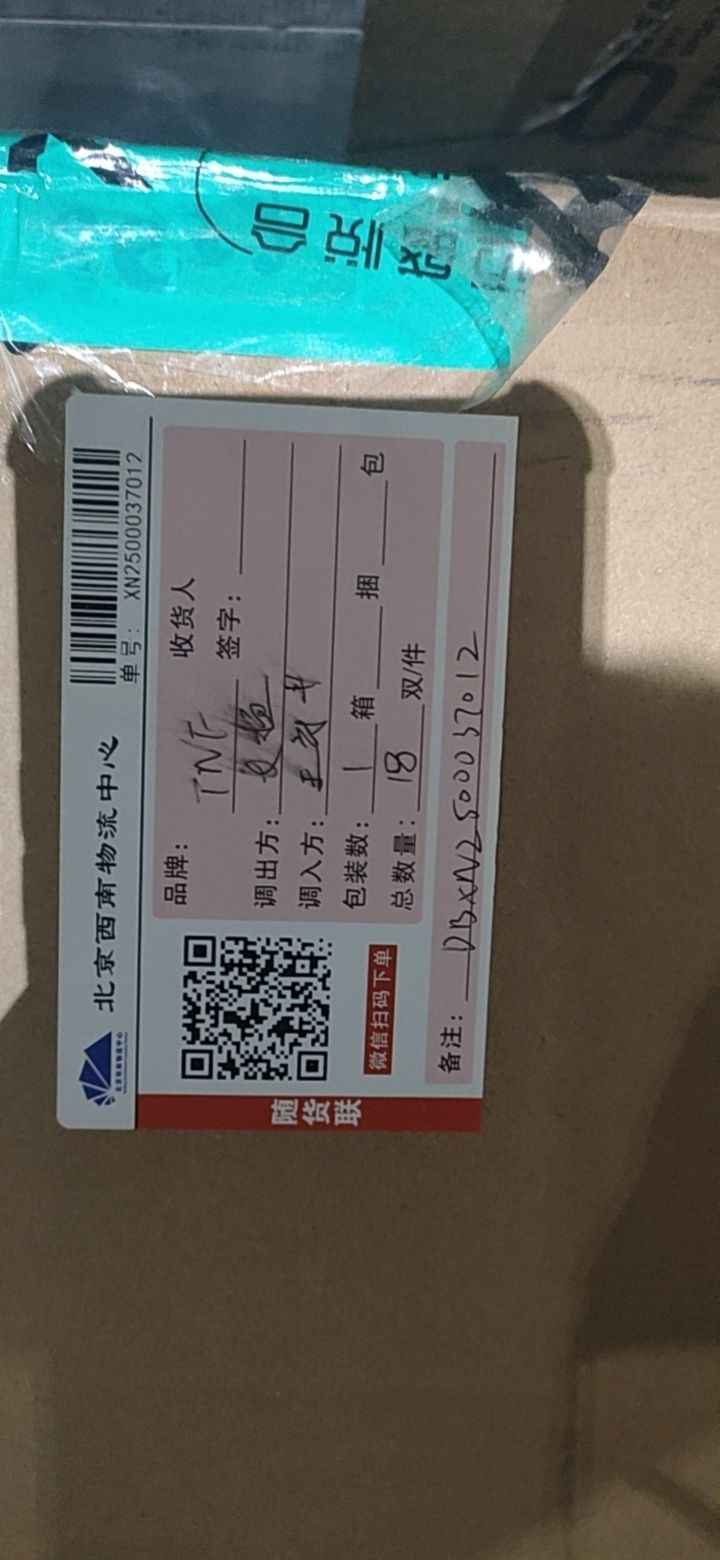 北京西南物流中心
单号: XN2500037012
品牌: TNF 收货人
签字:
调出方:
调入方:
包装数: 1 箱 捆 包
总数量: 18 双/件
微信扫码下单
备注: DBXN2500037012
随货联